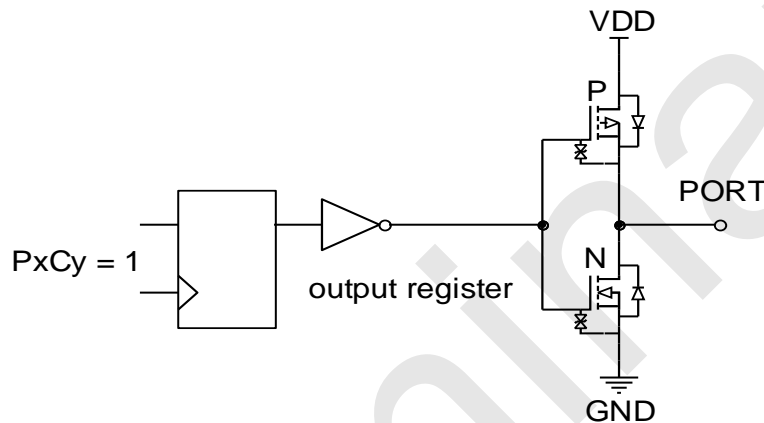 VDD
P
PORT
PxCy = 1
N
output register
GND